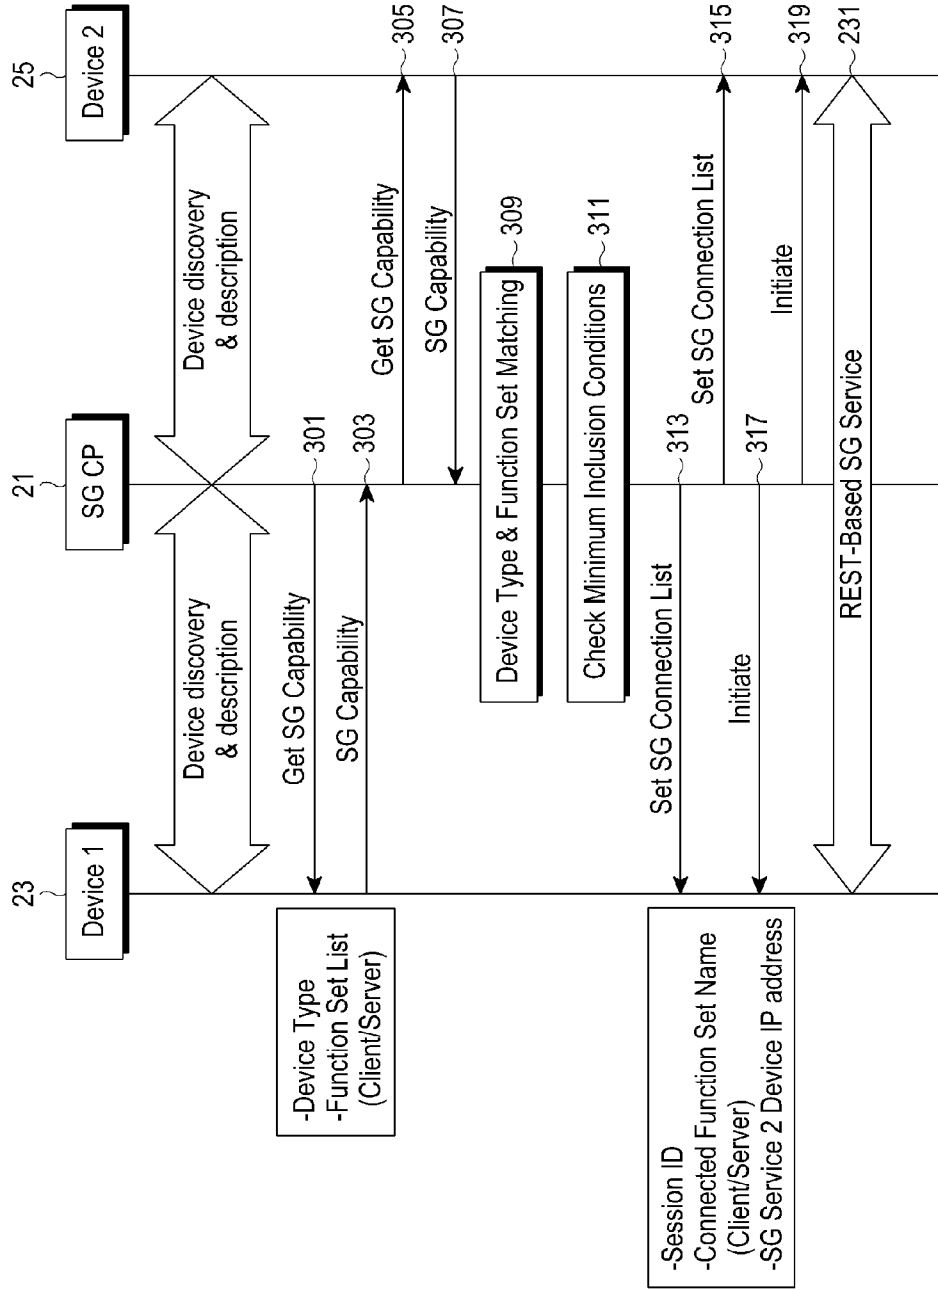 23
21
25
Device 1
SG CP
Device 2
Device discovery
& description
Device discovery
& description
Get SG Capability
301
-Device Type
-Function Set List
(Client/Server)
SG Capability
303
Get SG Capability
305
SG Capability
307
Device Type & Function Set Matching
309
Check Minimum Inclusion Conditions
311
Set SG Connection List
313
-Session ID
-Connected Function Set Name
(Client/Server)
-SG Service 2 Device IP address
Set SG Connection List
315
Initiate
317
Initiate
319
REST-Based SG Service
231